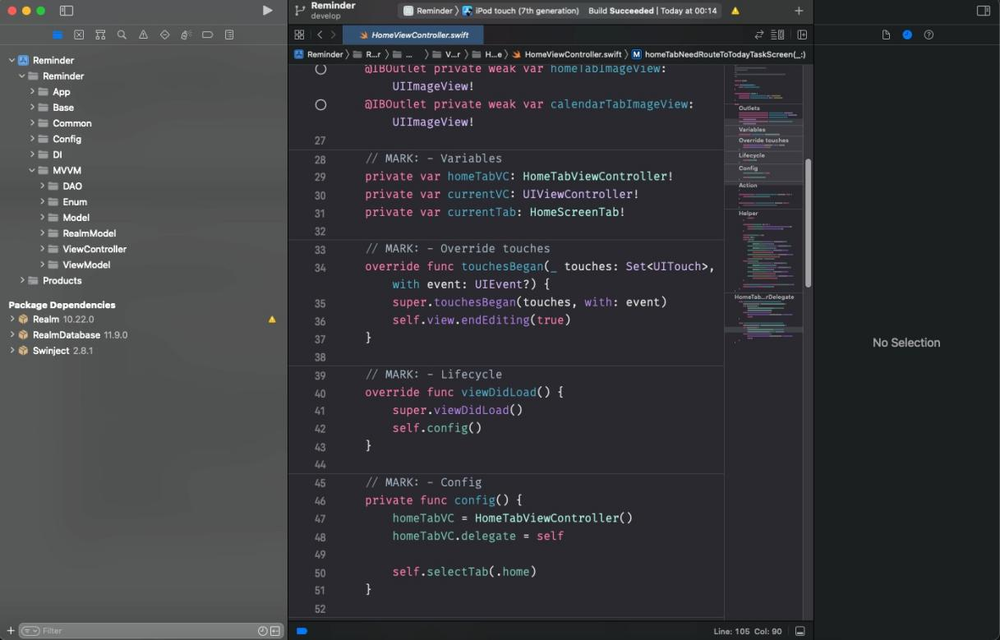 Reminder
develop
Reminder 〉 iPod touch (7th generation) Build Succeeded | Today at 00:14
HomeViewController.swift
Reminder 〉 R...r 〉 ... 〉 V...r 〉 H...e 〉 HomeViewController.swift 〉 M homeTabNeedRouteToTodayTaskScreen(_:)
Reminder
Reminder
App
Base
Common
Config
DI
MVVM
DAO
Enum
Model
RealmModel
ViewController
ViewModel
Products
Package Dependencies
Realm 10.22.0
RealmDatabase 11.9.0
Swinject 2.8.1
Filter
@IBOutlet private weak var homeTabImageView:
UIImageView!
@IBOutlet private weak var calendarTabImageView:
UIImageView!
27
28 // MARK: - Variables
29 private var homeTabVC: HomeTabViewController!
30 private var currentVC: UIViewController!
31 private var currentTab: HomeScreenTab!
32
33 // MARK: - Override touches
34 override func touchesBegan(_ touches: Set<UITouch>,
with event: UIEvent?) {
35 super.touchesBegan(touches, with: event)
36 self.view.endEditing(true)
37 }
38
39 // MARK: - Lifecycle
40 override func viewDidLoad() {
41 super.viewDidLoad()
42 self.config()
43 }
44
45 // MARK: - Config
46 private func config() {
47 homeTabVC = HomeTabViewController()
48 homeTabVC.delegate = self
49
50 self.selectTab(.home)
51 }
52
Outlets
Variables
Override touches
Lifecycle
Config
Action
Helper
HomeTab...rDelegate
No Selection
Line: 105 Col: 90